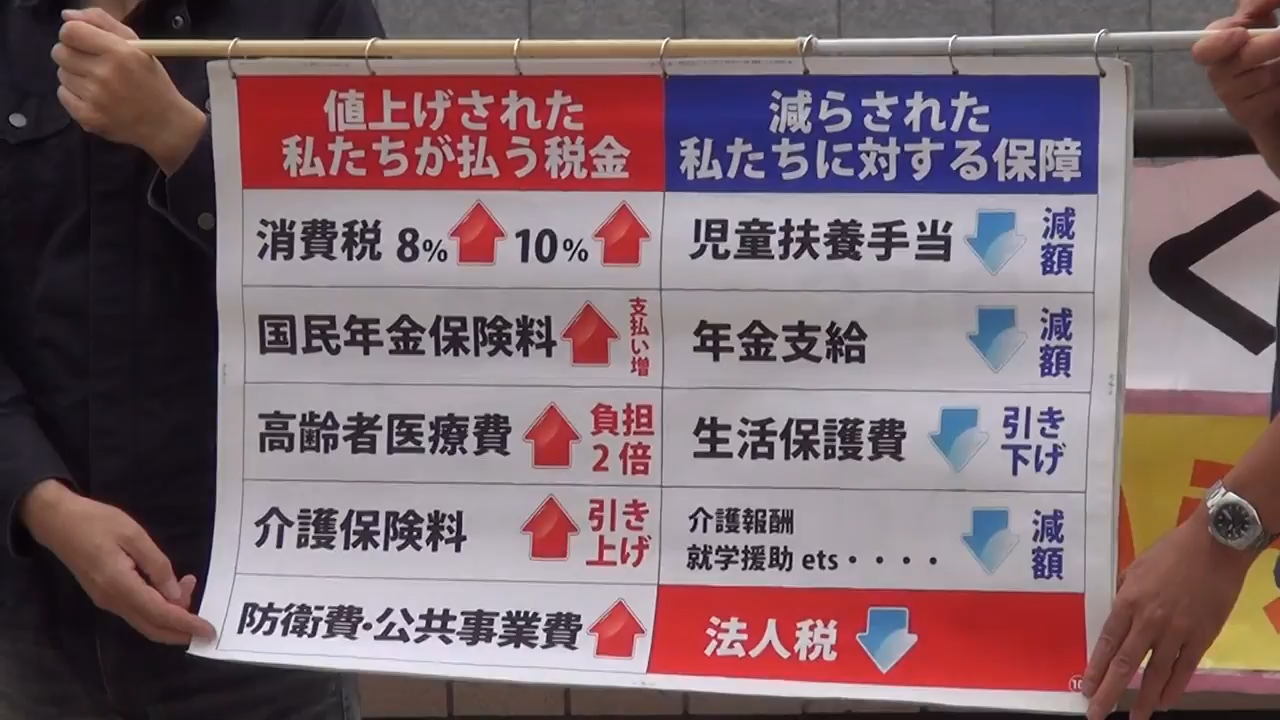 値上げされた
私たちが払う税金
減らされた
私たちに対する保障
消費税 8% 10%
児童扶養手当 減額
国民年金保険料 支払い増
年金支給 減額
高齢者医療費 負担2倍
生活保護費 引き下げ
介護保険料 引き上げ
介護報酬
就学援助 ets・・・・ 減額
防衛費・公共事業費
法人税
く